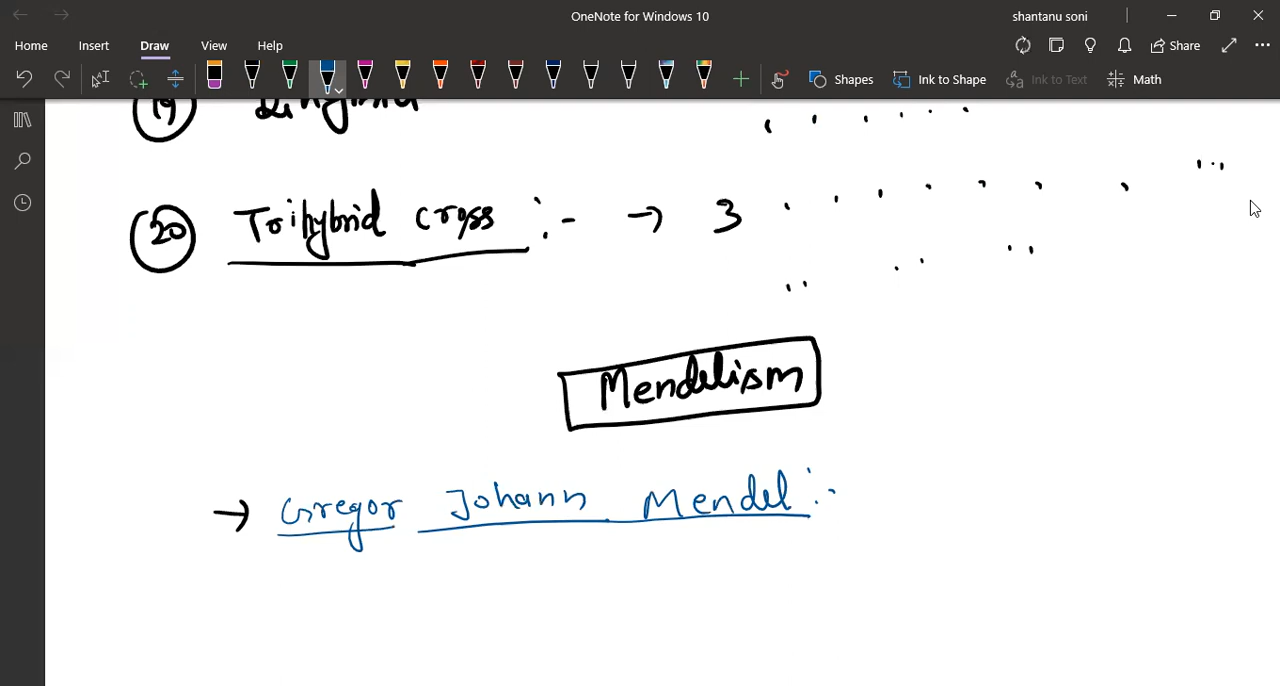 OneNote for Windows 10
shantanu soni
Home Insert Draw View Help
Share
Shapes Ink to Shape Ink to Text Math
19
20 Trihybrid cross :- → 3
Mendelism
→ Gregor Johann Mendel :-